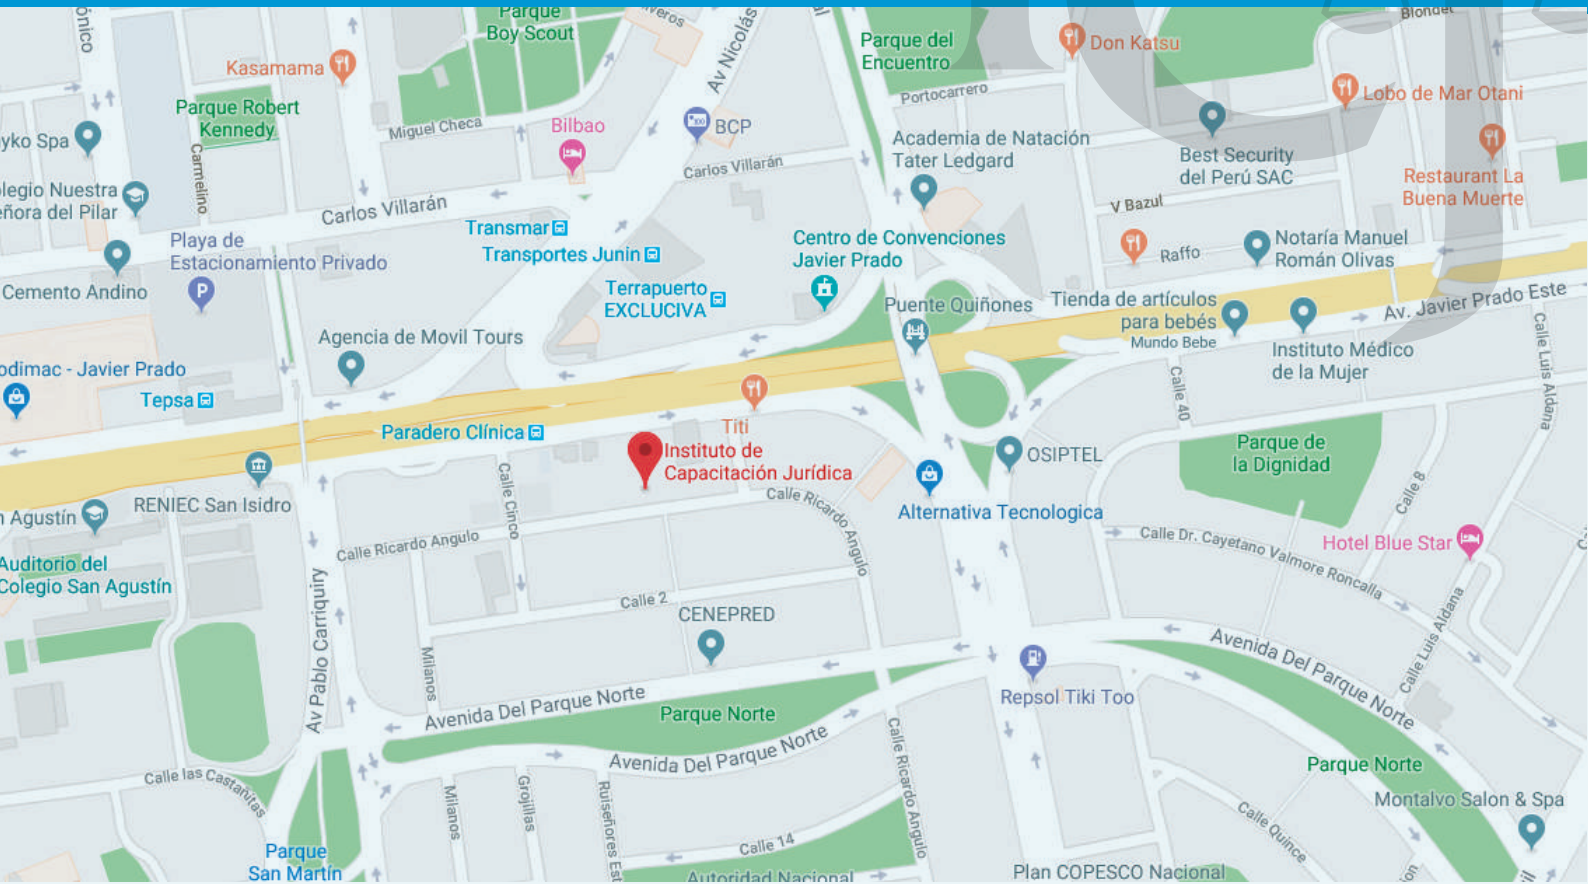 Parque
Boy Scout
Av Nicolás
Parque del
Encuentro
Don Katsu
Blondet
Kasamama
Portocarrero
Lobo de Mar Otani
Parque Robert
Kennedy
Miguel Checa
Bilbao
BCP
Academia de Natación
Tater Ledgard
Best Security
del Perú SAC
Restaurant La
Buena Muerte
yko Spa
Carmelino
Carlos Villarán
legio Nuestra
eñora del Pilar
Carlos Villarán
V Bazul
Transmar
Transportes Junin
Centro de Convenciones
Javier Prado
Raffo
Notaría Manuel
Román Olivas
Playa de
Estacionamiento Privado
Cemento Andino
Terrapuerto
EXCLUCIVA
Puente Quiñones
Tienda de artículos
para bebés
Mundo Bebe
Av. Javier Prado Este
Agencia de Movil Tours
Instituto Médico
de la Mujer
Calle Luis Aldana
odimac - Javier Prado
Tepsa
Calle 40
Paradero Clínica
Titi
Instituto de
Capacitación Jurídica
OSIPTEL
Parque de
la Dignidad
RENIEC San Isidro
Calle Cinco
Calle Ricardo Angulo
Alternativa Tecnologica
Calle 8
n Agustín
Calle Ricardo Angulo
Calle Dr. Cayetano Valmore Roncalla
Hotel Blue Star
Auditorio del
Colegio San Agustín
Calle 2
CENEPRED
Av Pablo Carriquiry
Milanos
Calle Luis Aldana
Avenida Del Parque Norte
Avenida Del Parque Norte
Parque Norte
Repsol Tiki Too
Avenida Del Parque Norte
Calle Ricardo Angulo
Parque Norte
Calle las Castañitas
Milanos
Grojillas
Ruiseñores Est
Montalvo Salon & Spa
Calle Quince
Calle 14
Parque
San Martín
Autoridad Nacional
Plan COPESCO Nacional